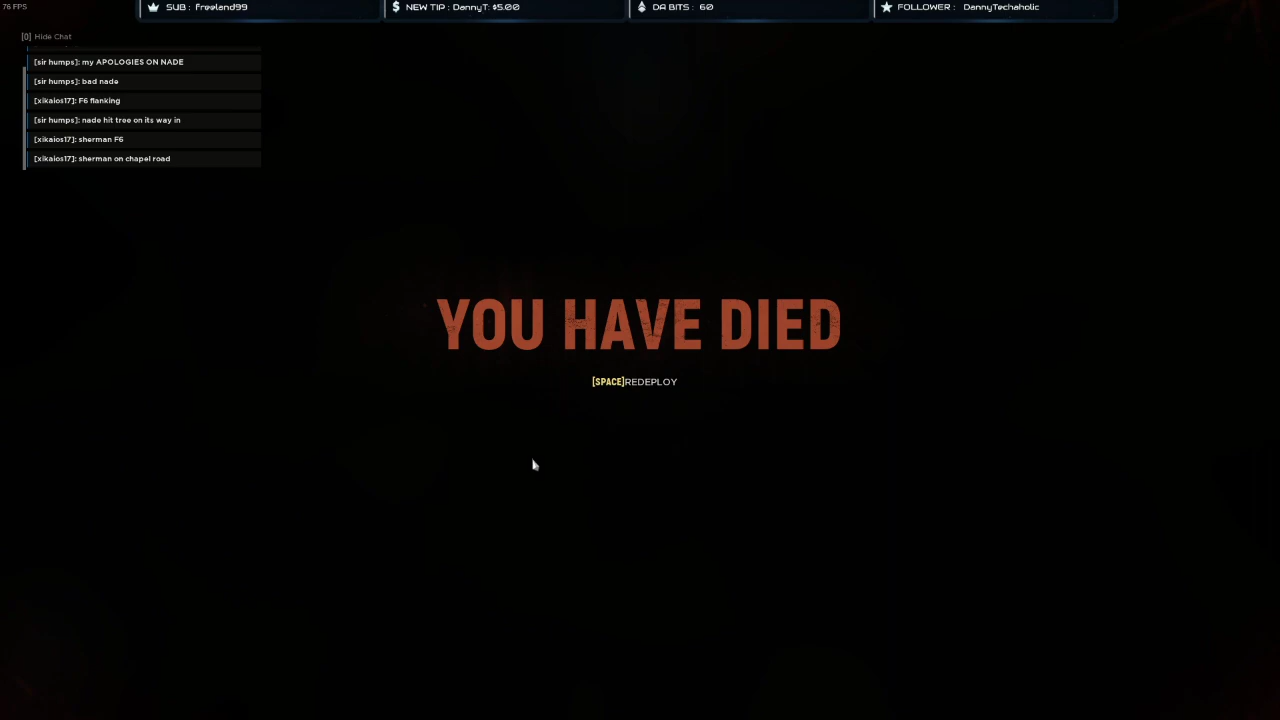 76 FPS
SUB : Freeland99
NEW TIP : DannyT: $5.00
DA BITS : 60
FOLLOWER : DannyTechaholic
[0] Hide Chat
[sir humps]: my APOLOGIES ON NADE
[sir humps]: bad nade
[xikaios17]: F6 flanking
[sir humps]: nade hit tree on its way in
[xikaios17]: sherman F6
[xikaios17]: sherman on chapel road
YOU HAVE DIED
[SPACE]REDEPLOY